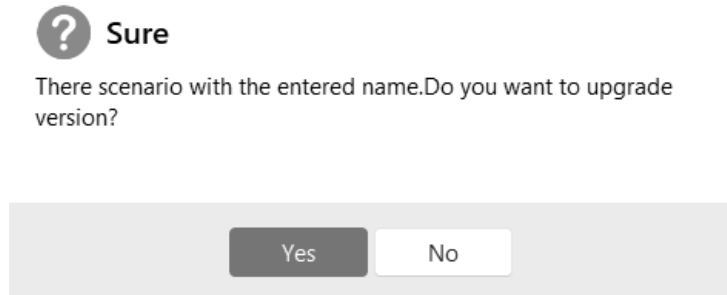 Sure
There scenario with the entered name.Do you want to upgrade
version?
Yes
No